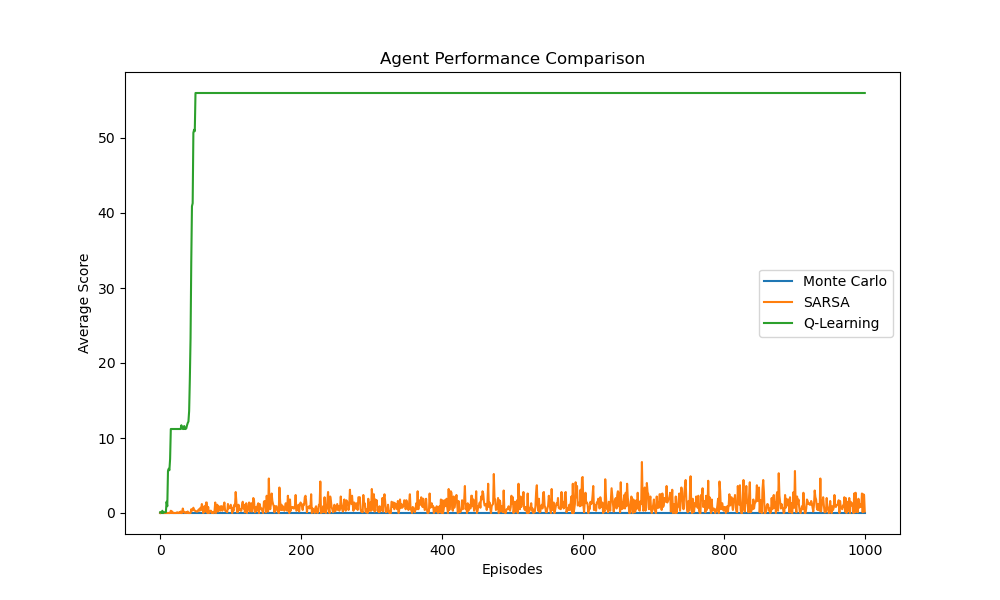 Agent Performance Comparison
50
40
30
20
10
0
Average Score
Monte Carlo
SARSA
Q-Learning
0 200 400 600 800 1000
Episodes